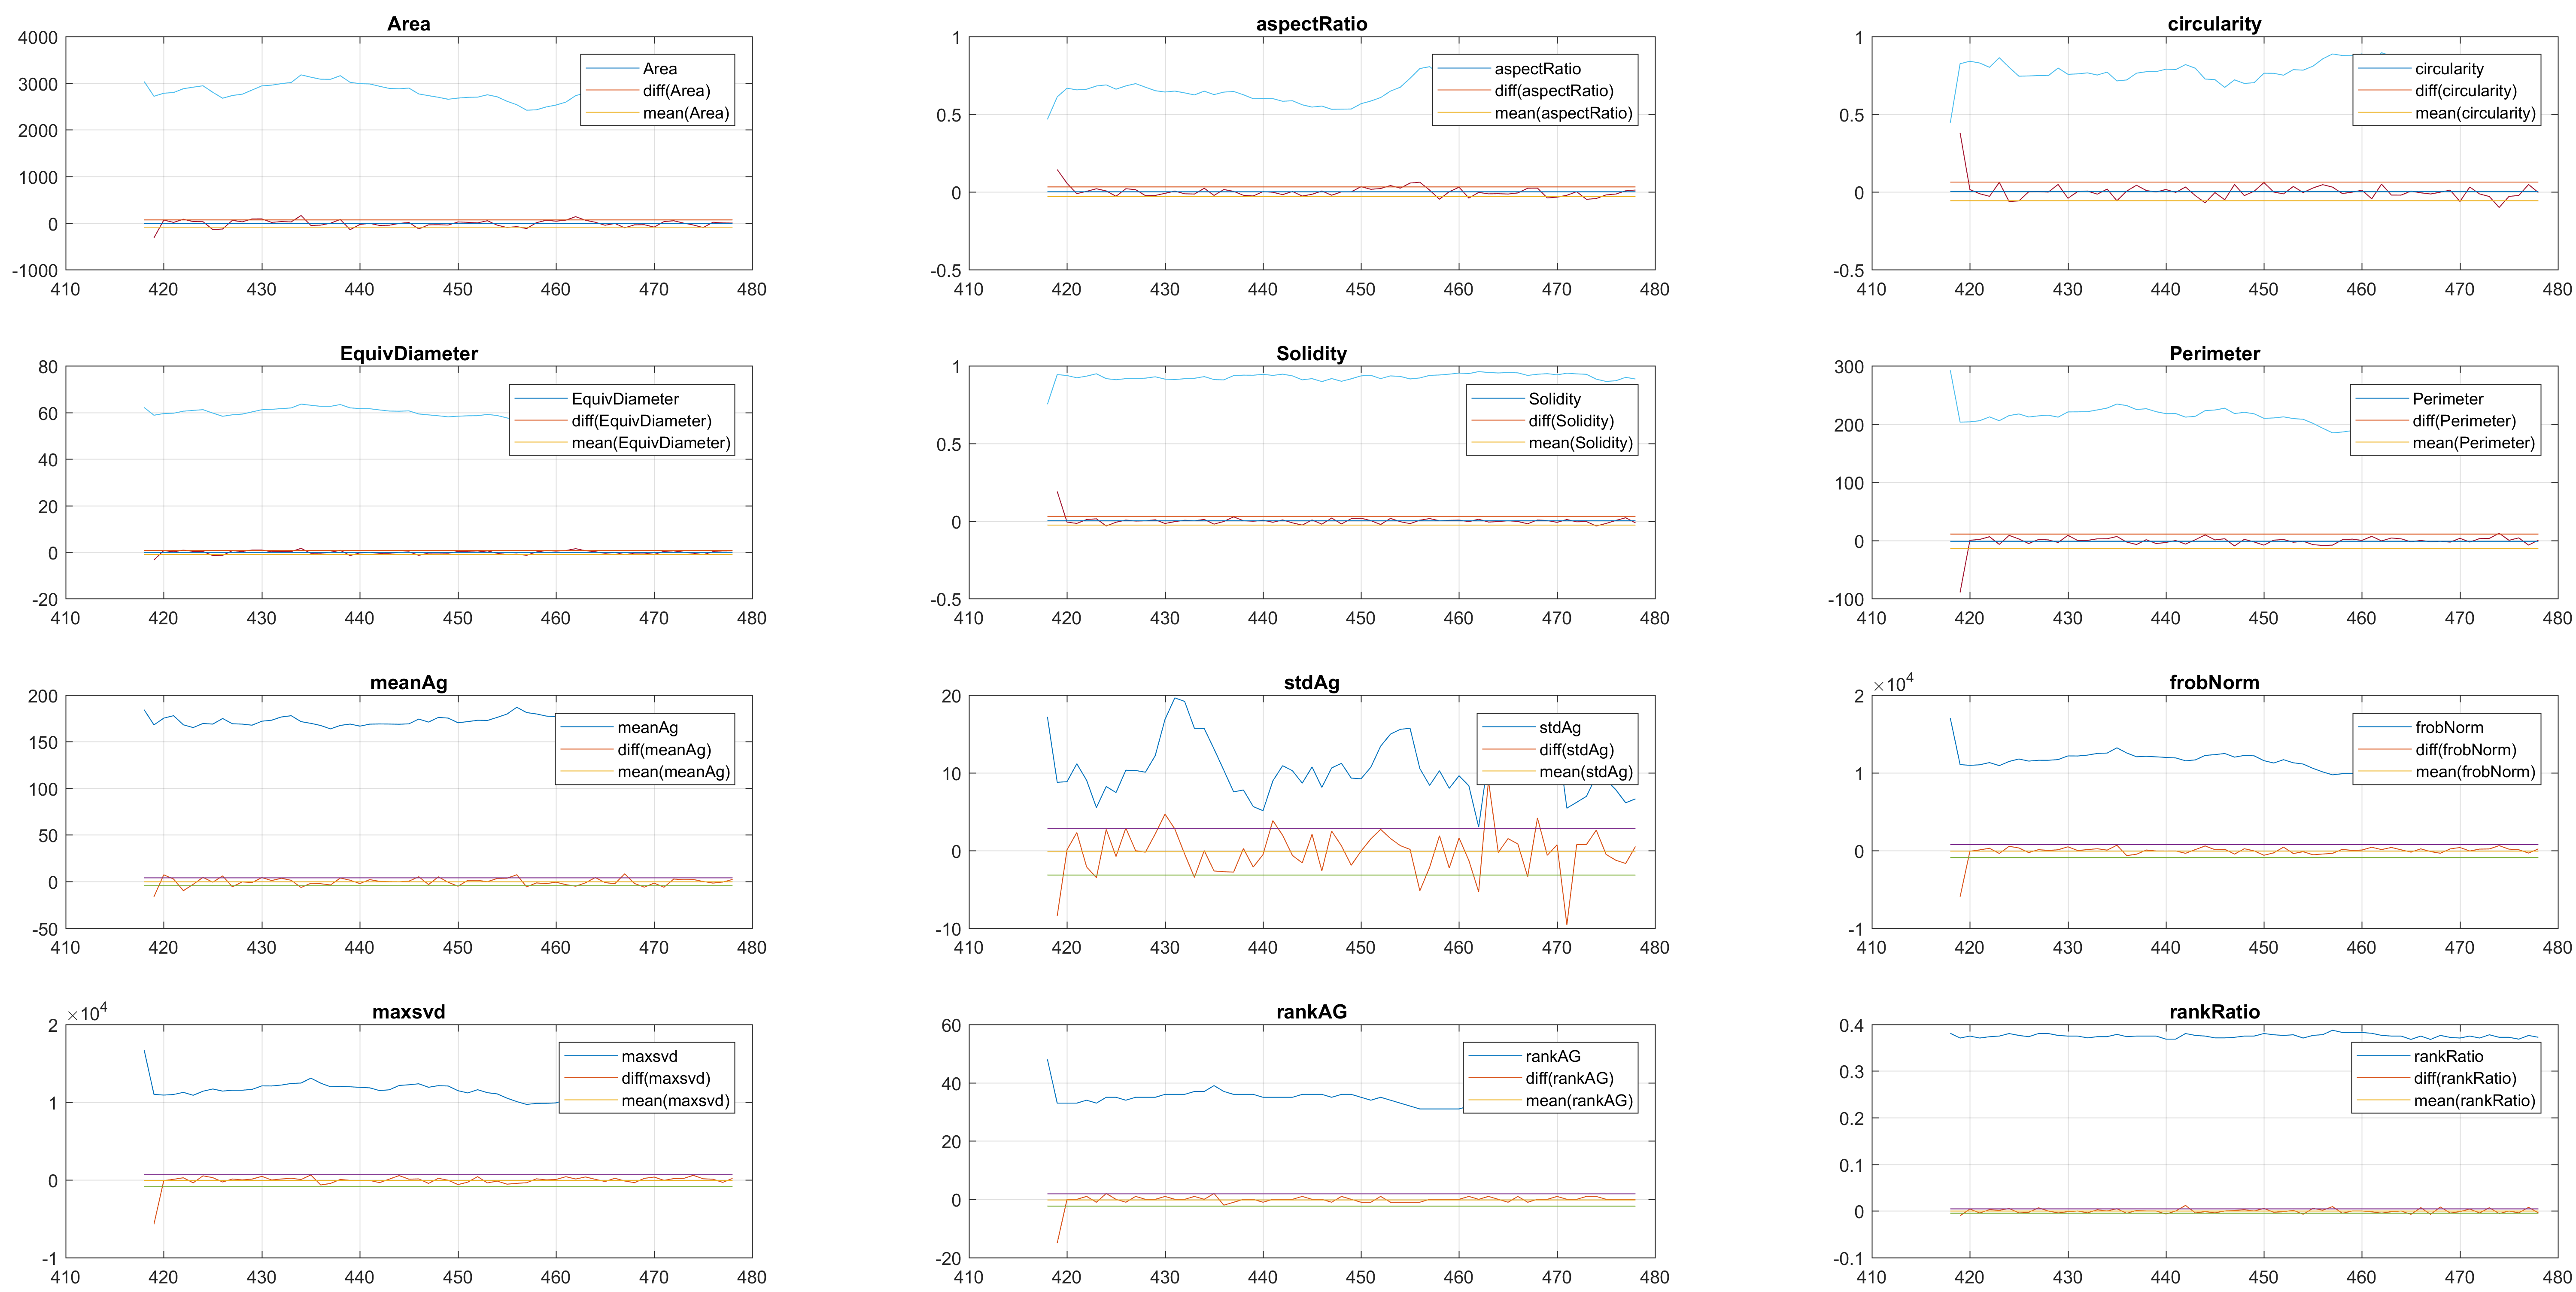 Area
aspectRatio
circularity
4000
3000
2000
1000
0
-1000
410 420 430 440 450 460 470 480
Area
diff(Area)
mean(Area)
1
0.5
0
-0.5
410 420 430 440 450 460 470 480
aspectRatio
diff(aspectRatio)
mean(aspectRatio)
1
0.5
0
-0.5
410 420 430 440 450 460 470 480
circularity
diff(circularity)
mean(circularity)
EquivDiameter
Solidity
Perimeter
80
60
40
20
0
-20
410 420 430 440 450 460 470 480
EquivDiameter
diff(EquivDiameter)
mean(EquivDiameter)
1
0.5
0
-0.5
410 420 430 440 450 460 470 480
Solidity
diff(Solidity)
mean(Solidity)
300
200
100
0
-100
410 420 430 440 450 460 470 480
Perimeter
diff(Perimeter)
mean(Perimeter)
meanAg
stdAg
frobNorm
200
150
100
50
0
-50
410 420 430 440 450 460 470 480
meanAg
diff(meanAg)
mean(meanAg)
20
10
0
-10
410 420 430 440 450 460 470 480
stdAg
diff(stdAg)
mean(stdAg)
×10^4
2
1
0
-1
410 420 430 440 450 460 470 480
frobNorm
diff(frobNorm)
mean(frobNorm)
maxsvd
rankAG
rankRatio
×10^4
2
1
0
-1
410 420 430 440 450 460 470 480
maxsvd
diff(maxsvd)
mean(maxsvd)
60
40
20
0
-20
410 420 430 440 450 460 470 480
rankAG
diff(rankAG)
mean(rankAG)
0.4
0.3
0.2
0.1
0
-0.1
410 420 430 440 450 460 470 480
rankRatio
diff(rankRatio)
mean(rankRatio)